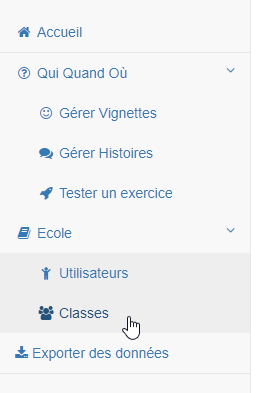 Accueil
Qui Quand Où
Gérer Vignettes
Gérer Histoires
Tester un exercice
Ecole
Utilisateurs
Classes
Exporter des données